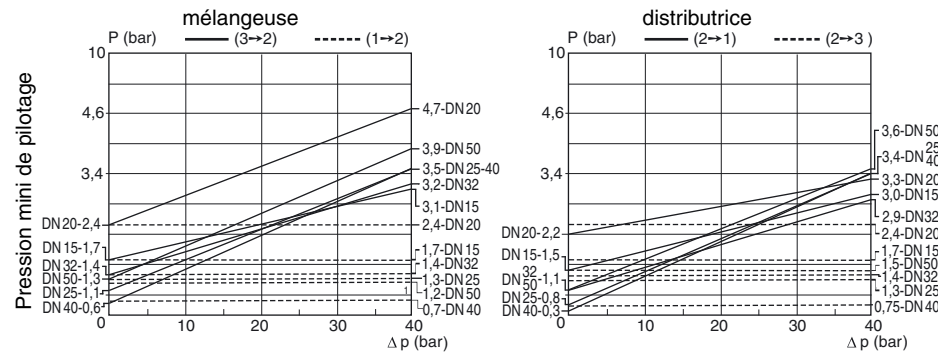 mélangeuse
P (bar) (3→2) (1→2)
Pression mini de pilotage
10
4,6
3,4
DN 20-2,4
DN 15-1,7
DN 32-1,4
DN 50-1,3
DN 25-1,1
DN 40-0,6
4,7-DN 20
3,9-DN 50
3,5-DN 25-40
3,2-DN32
3,1-DN15
2,4-DN 20
1,7-DN 15
1,4-DN 32
1,3-DN 25
1
1,2-DN 50
0,7-DN 40
0 10 20 30 40
Δ p (bar)
distributrice
P (bar) (2→1) (2→3)
10
4,6
3,4
DN20-2,2
DN 15-1,5
32
DN 50-1,1
50
DN 25-0,8
DN 40-0,3
3,6-DN 50
25
3,4-DN 40
3,3-DN 20
3,0-DN 15
2,9-DN 32
2,4-DN 20
1,7-DN 15
1,5-DN 50
1,4-DN 32
1,3-DN 25
0,75-DN 40
0 10 20 30 40
Δ p (bar)